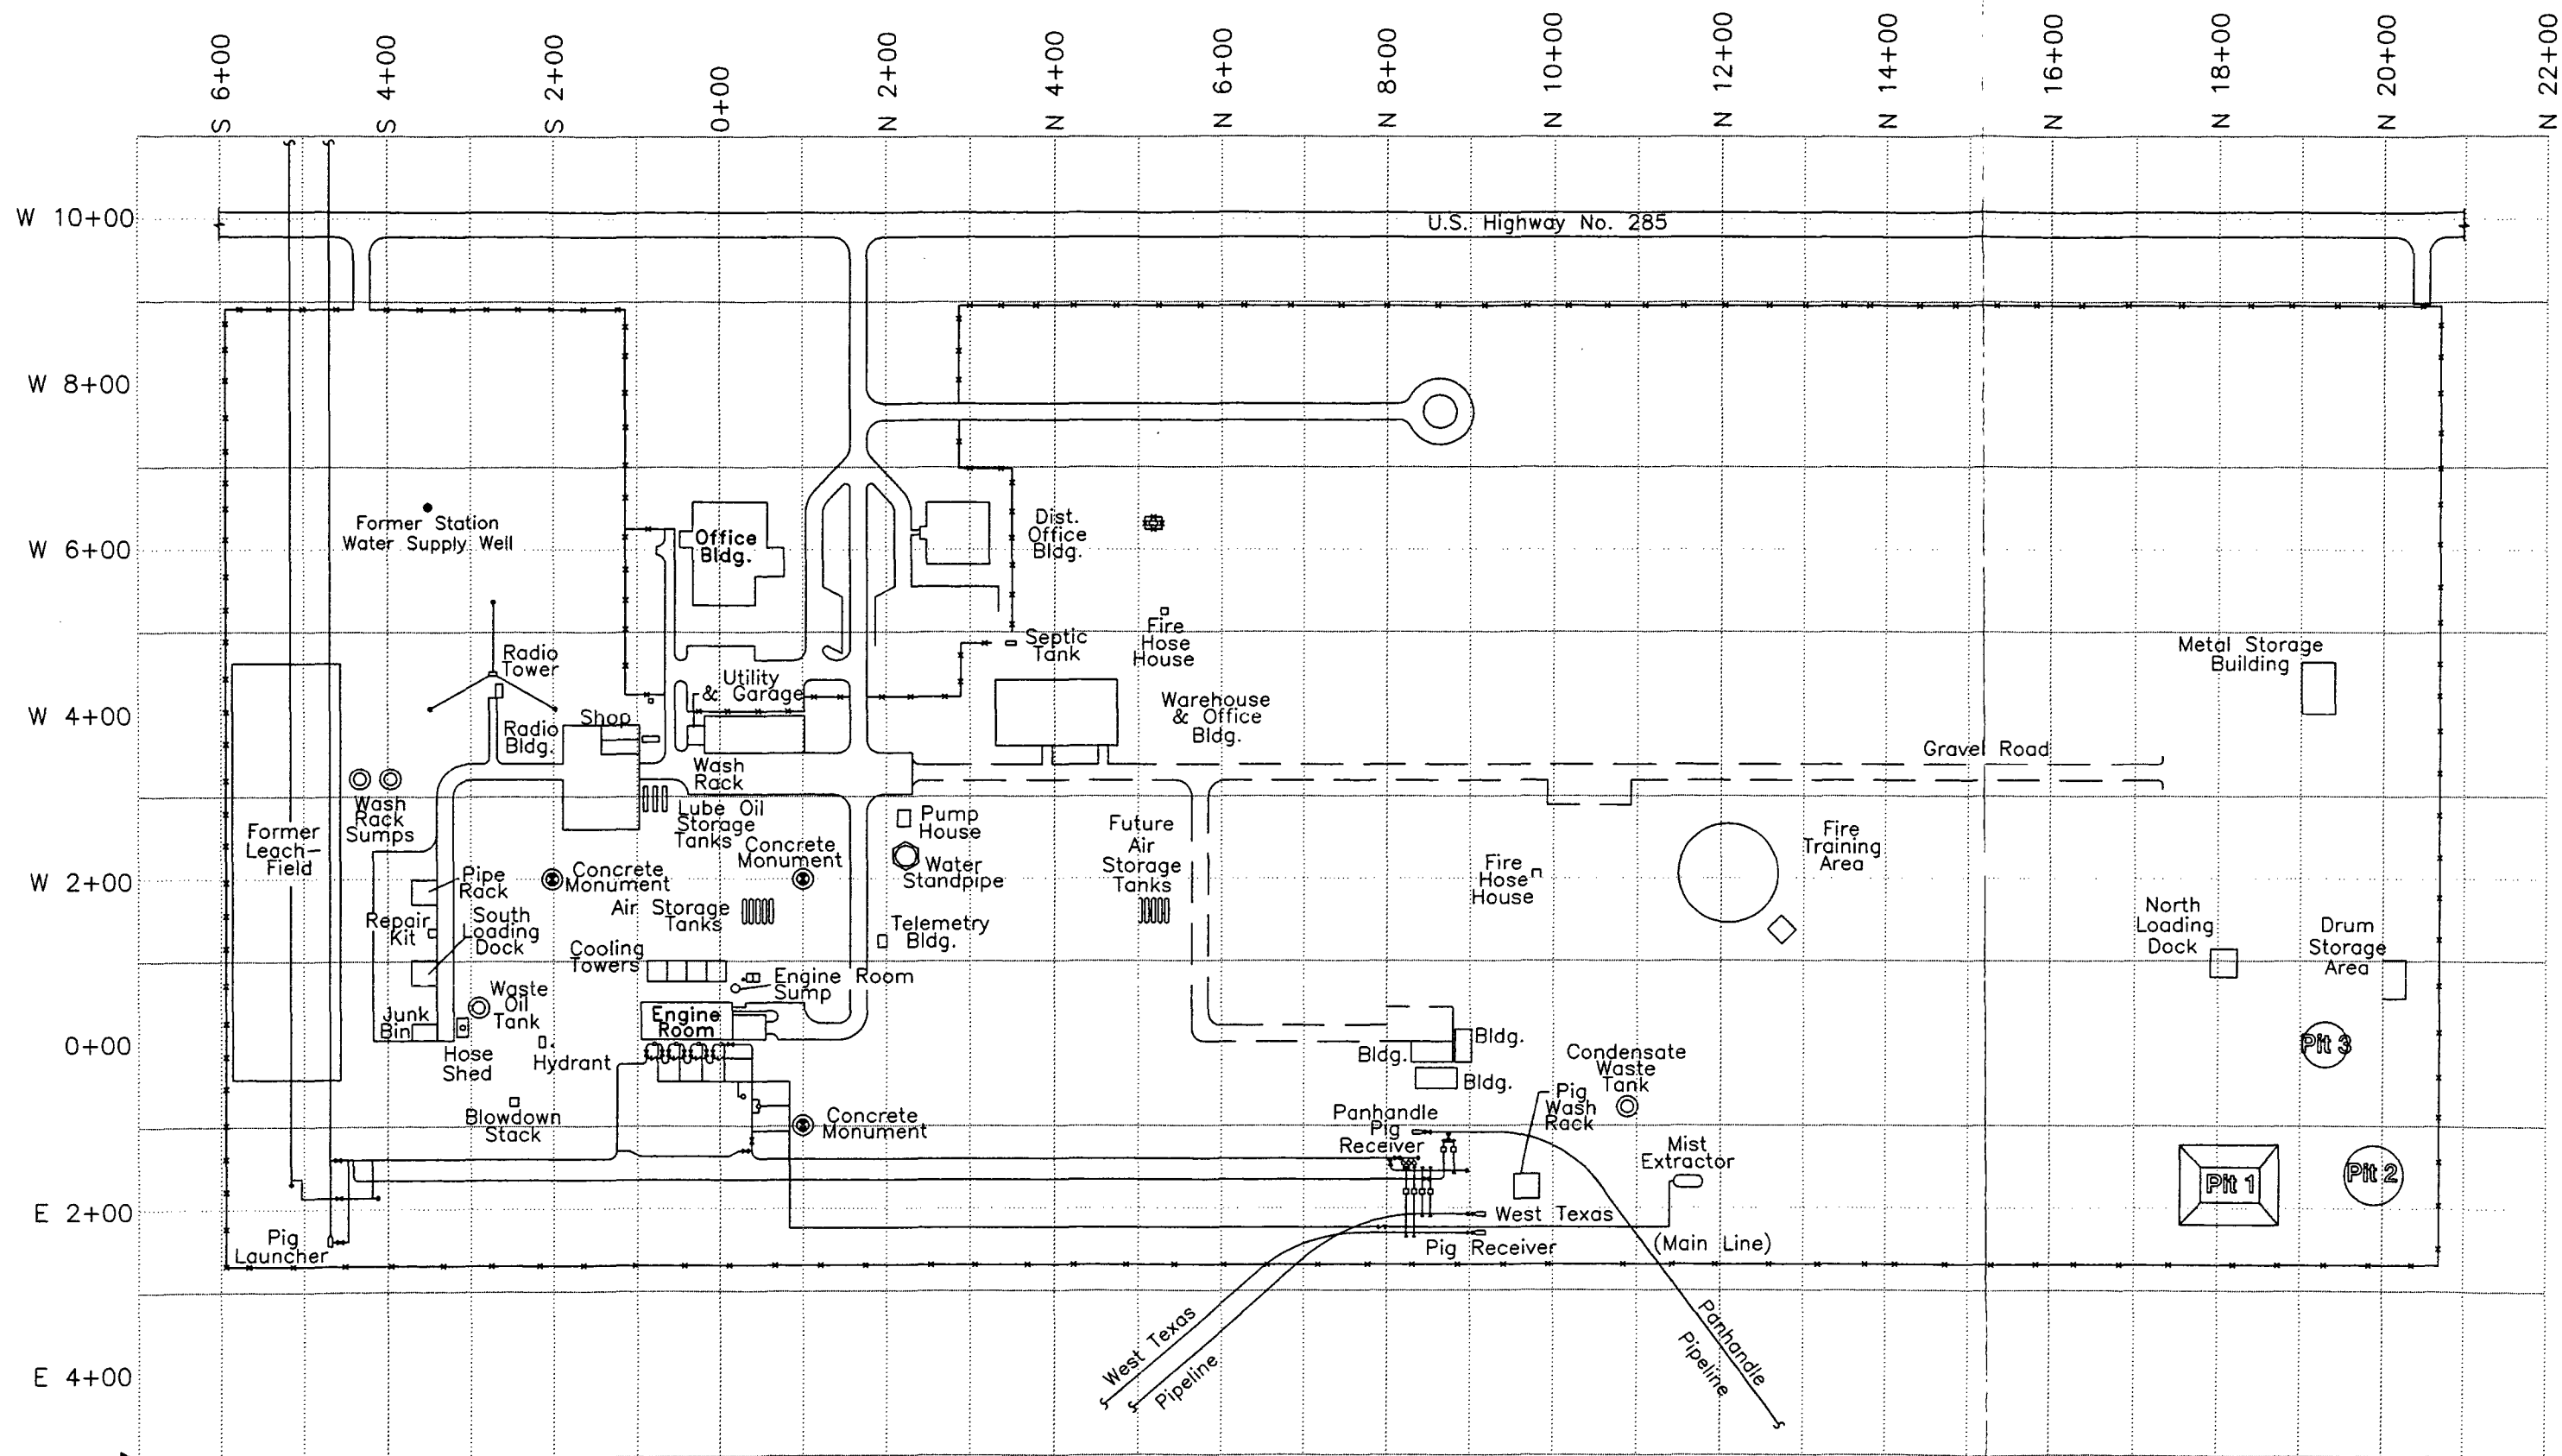 S 6+00
S 4+00
S 2+00
0+00
N 2+00
N 4+00
N 6+00
N 8+00
N 10+00
N 12+00
N 14+00
N 16+00
N 18+00
N 20+00
N 22+00
W 10+00
U.S. Highway No. 285
W 8+00
Former Station
Water Supply Well
Office
Bldg.
Dist.
Office
Bldg.
W 6+00
Fire
Hose
House
Septic
Tank
Radio
Tower
Metal Storage
Building
Utility
& Garage
Warehouse
& Office
Bldg.
W 4+00
Shop
Radio
Bldg.
Gravel Road
Wash
Rack
Wash
Rack
Sumps
Lube Oil
Storage
Tanks
Pump
House
Former
Leach-
Field
Concrete
Monument
Future
Air
Storage
Tanks
Fire
Training
Area
Water
Standpipe
Fire
Hose
House
W 2+00
Pipe
Rack
Concrete
Monument
Air Storage
Tanks
Repair
Kit
South
Loading
Dock
Telemetry
Bldg.
North
Loading
Dock
Drum
Storage
Area
Cooling
Towers
Engine Room
Sump
Waste
Oil
Tank
Junk
Bin
Engine
Room
0+00
Hose
Shed
Hydrant
Bldg.
Bldg.
Bldg.
Condensate
Waste
Tank
Pit 3
Pig
Wash
Rack
Blowdown
Stack
Concrete
Monument
Panhandle
Pig
Receiver
Mist
Extractor
Pit 1
Pit 2
E 2+00
West Texas
Pig Receiver
(Main Line)
Pig
Launcher
West Texas
Pipeline
Panhandle
Pipeline
E 4+00